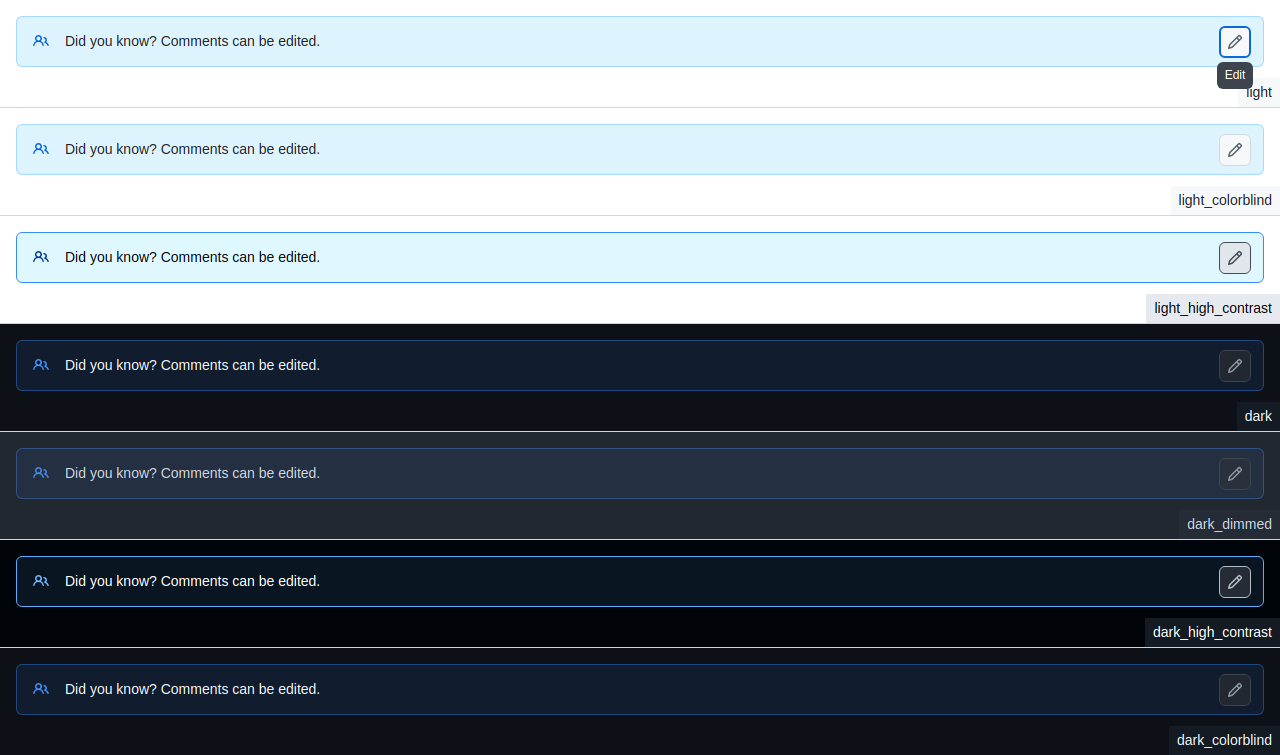 Did you know? Comments can be edited.
Edit
light
Did you know? Comments can be edited.
light_colorblind
Did you know? Comments can be edited.
light_high_contrast
Did you know? Comments can be edited.
dark
Did you know? Comments can be edited.
dark_dimmed
Did you know? Comments can be edited.
dark_high_contrast
Did you know? Comments can be edited.
dark_colorblind